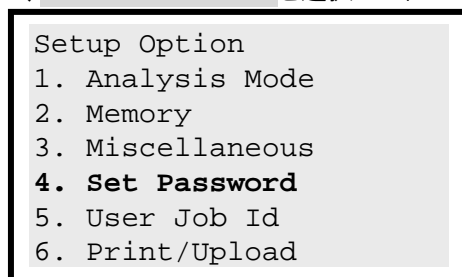 Setup Option
1. Analysis Mode
2. Memory
3. Miscellaneous
4. Set Password
5. User Job Id
6. Print/Upload